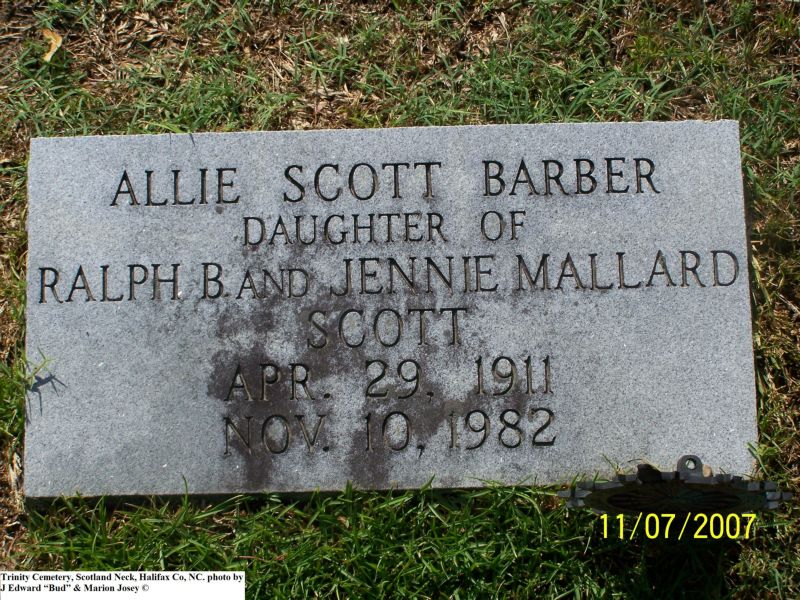 ALLIE SCOTT BARBER
DAUGHTER OF
RALPH B. AND JENNIE MALLARD
SCOTT
APR. 29, 1911
NOV. 10, 1982
11/07/2007
Trinity Cemetery, Scotland Neck, Halifax Co, NC. photo by
J Edward “Bud” & Marion Josey ©